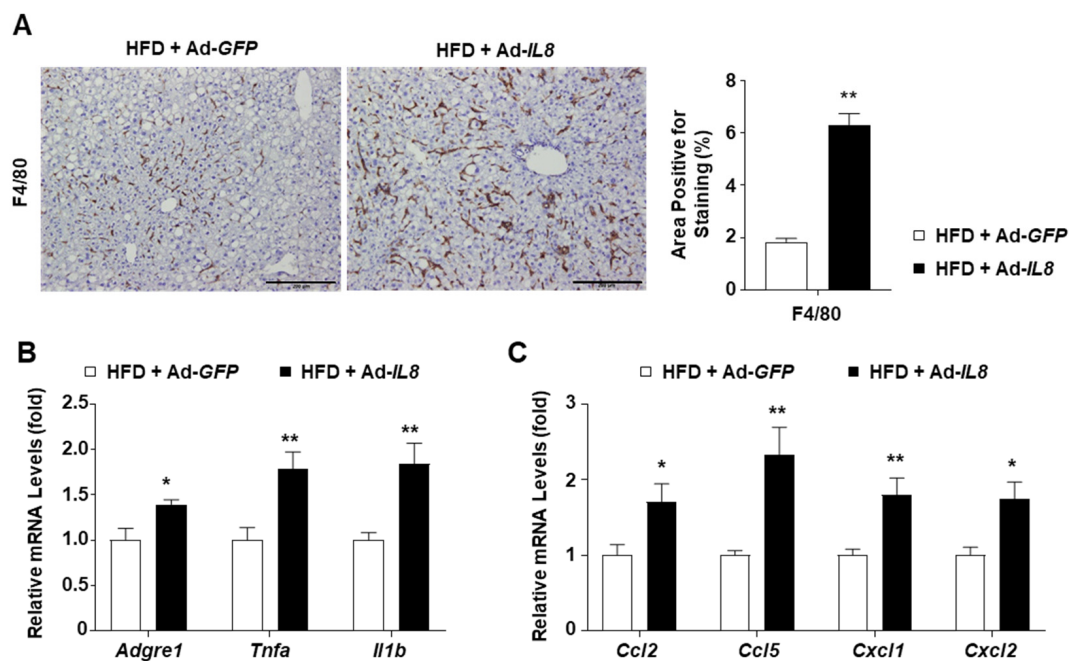 A
HFD + Ad-GFP
HFD + Ad-IL8
F4/80
Area Positive for
Staining (%)
8
6
4
2
0
**
F4/80
HFD + Ad-GFP
HFD + Ad-IL8
B
HFD + Ad-GFP
HFD + Ad-IL8
Relative mRNA Levels (fold)
2.5
2.0
1.5
1.0
0.5
0
*
**
**
Adgre1
Tnfa
Il1b
C
HFD + Ad-GFP
HFD + Ad-IL8
Relative mRNA Levels (fold)
3
2
1
0
*
**
**
*
Ccl2
Ccl5
Cxcl1
Cxcl2